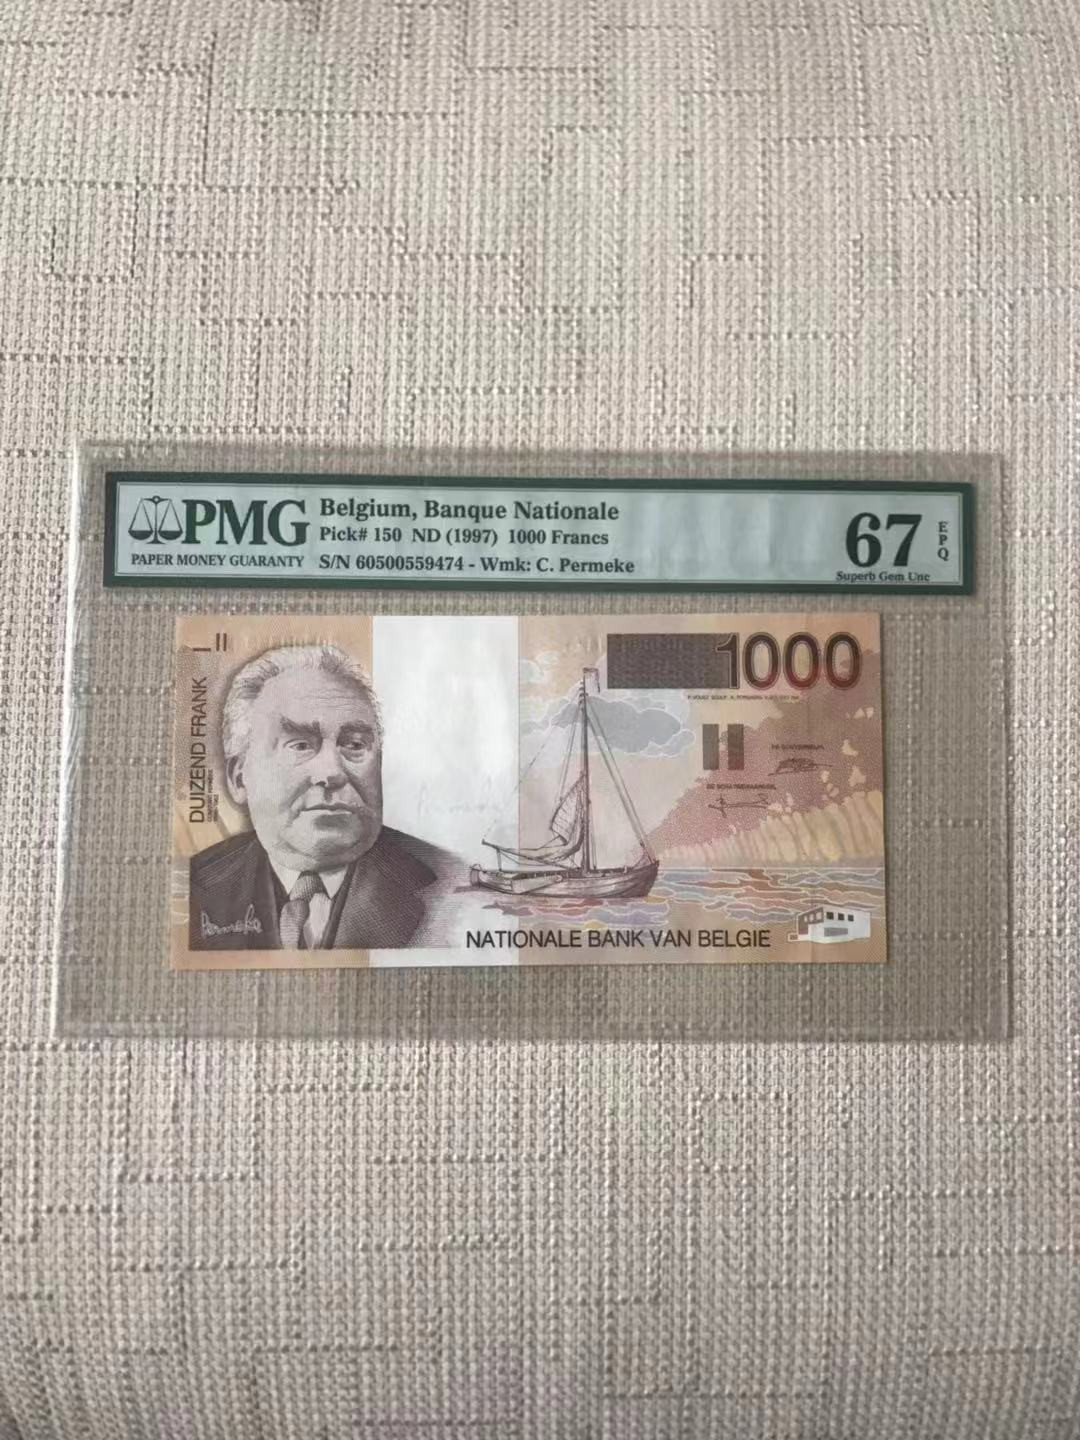 PMG
PAPER MONEY GUARANTY
Belgium, Banque Nationale
Pick# 150 ND (1997) 1000 Francs
S/N 60500559474 - Wmk: C. Permeke
67
EPQ
Superb Gem Unc
1000
DUIZEND FRANK
Permeke
NATIONALE BANK VAN BELGIE